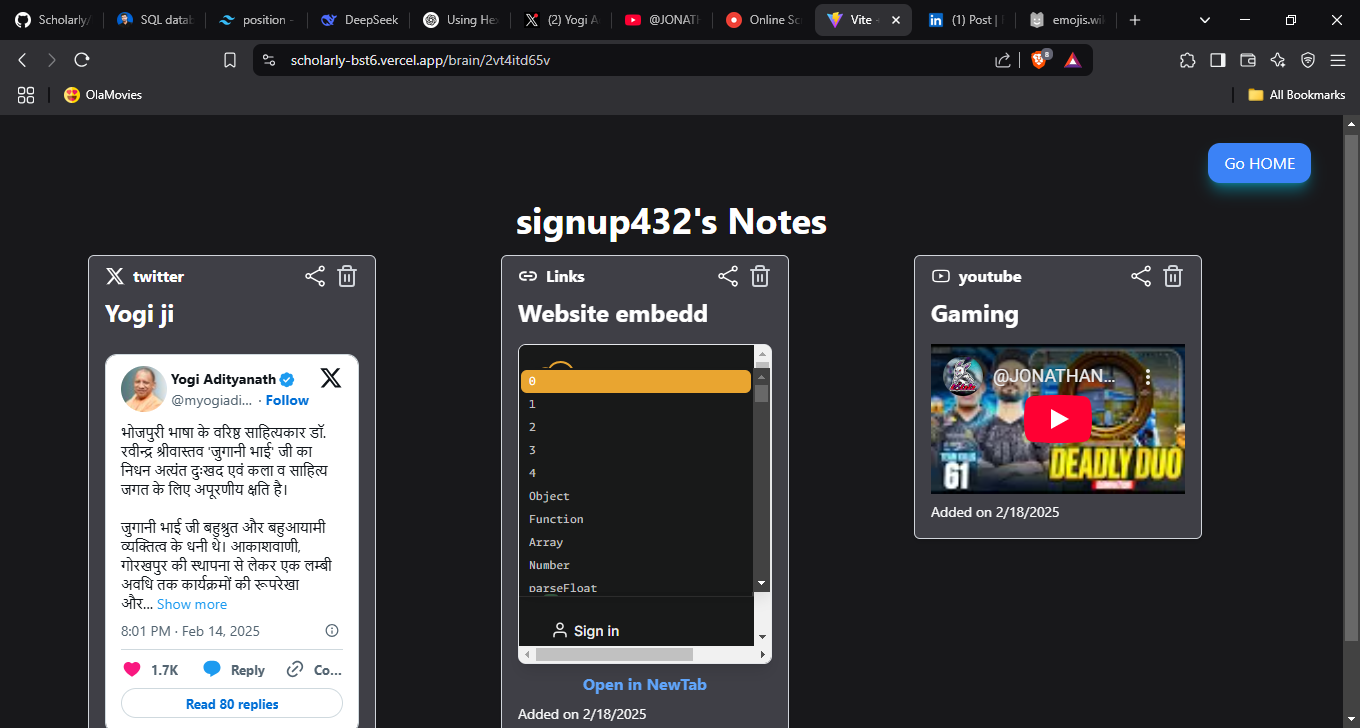 Scholarly/
SQL datab
position -
DeepSeek
Using He
(2) Yogi A
@JONATH
Online Sc
Vite
(1) Post |
emojis.wi
scholarly-bst6.vercel.app/brain/2vt4itd65v
8
OlaMovies
All Bookmarks
Go HOME
signup432's Notes
twitter
Yogi ji
Yogi Adityanath
@myogiadi... · Follow
भोजपुरी भाषा के वरिष्ठ साहित्यकार डॉ.
रवीन्द्र श्रीवास्तव 'जुगानी भाई' जी का
निधन अत्यंत दुःखद एवं कला व साहित्य
जगत के लिए अपूरणीय क्षति है।
जुगानी भाई जी बहुश्रुत और बहुआयामी
व्यक्तित्व के धनी थे। आकाशवाणी,
गोरखपुर की स्थापना से लेकर एक लम्बी
अवधि तक कार्यक्रमों की रूपरेखा
और... Show more
8:01 PM · Feb 14, 2025
1.7K Reply Co...
Read 80 replies
Links
Website embedd
0
1
2
3
4
Object
Function
Array
Number
parseFloat
Sign in
Open in NewTab
Added on 2/18/2025
youtube
Gaming
@JONATHAN...
61
DEADLY DUO
Added on 2/18/2025